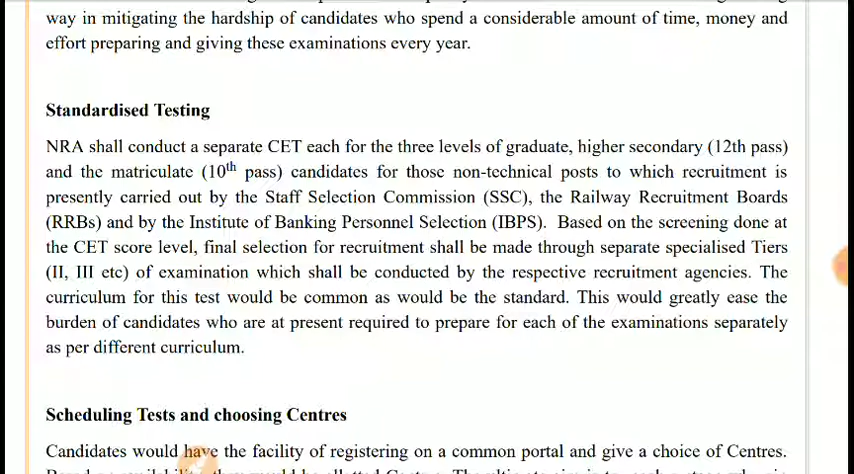 way in mitigating the hardship of candidates who spend a considerable amount of time, money and
effort preparing and giving these examinations every year.
Standardised Testing
NRA shall conduct a separate CET each for the three levels of graduate, higher secondary (12th pass)
and the matriculate (10th pass) candidates for those non-technical posts to which recruitment is
presently carried out by the Staff Selection Commission (SSC), the Railway Recruitment Boards
(RRBs) and by the Institute of Banking Personnel Selection (IBPS). Based on the screening done at
the CET score level, final selection for recruitment shall be made through separate specialised Tiers
(II, III etc) of examination which shall be conducted by the respective recruitment agencies. The
curriculum for this test would be common as would be the standard. This would greatly ease the
burden of candidates who are at present required to prepare for each of the examinations separately
as per different curriculum.
Scheduling Tests and choosing Centres
Candidates would have the facility of registering on a common portal and give a choice of Centres.